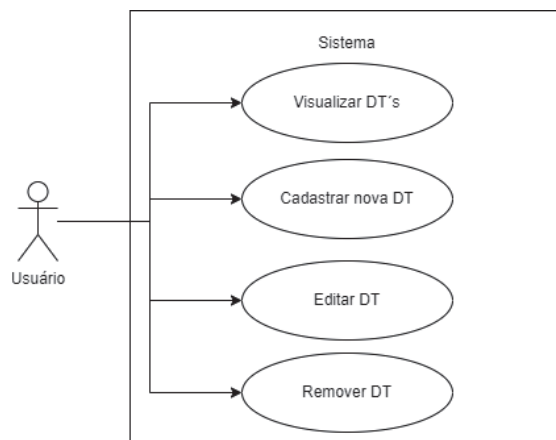 Sistema
Visualizar DT´s
Cadastrar nova DT
Usuário
Editar DT
Remover DT